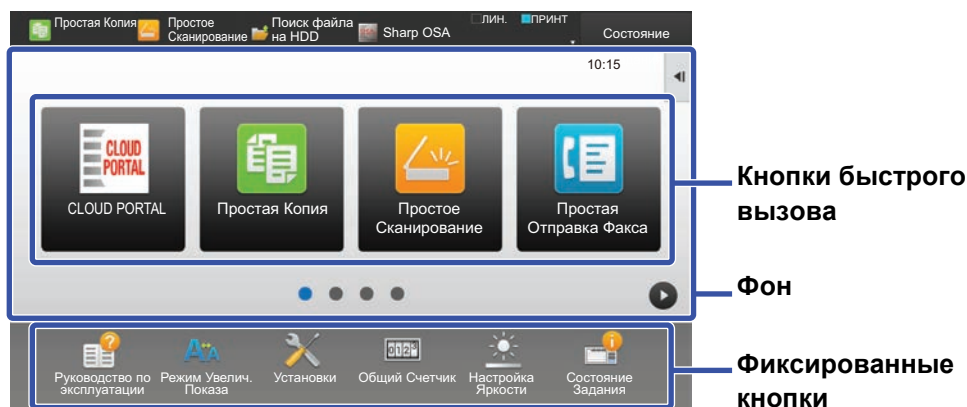 Простая Копия
Простое
Сканирование
Поиск файла
на HDD
Sharp OSA
ЛИН.
ПРИНТ
Состояние
10:15
CLOUD
PORTAL
CLOUD PORTAL
Простая Копия
Простое
Сканирование
Простая
Отправка Факса
Кнопки быстрого
вызова
Фон
Руководство по
эксплуатации
Режим Увелич.
Показа
Установки
Общий Счетчик
Настройка
Яркости
Состояние
Задания
Фиксированные
кнопки